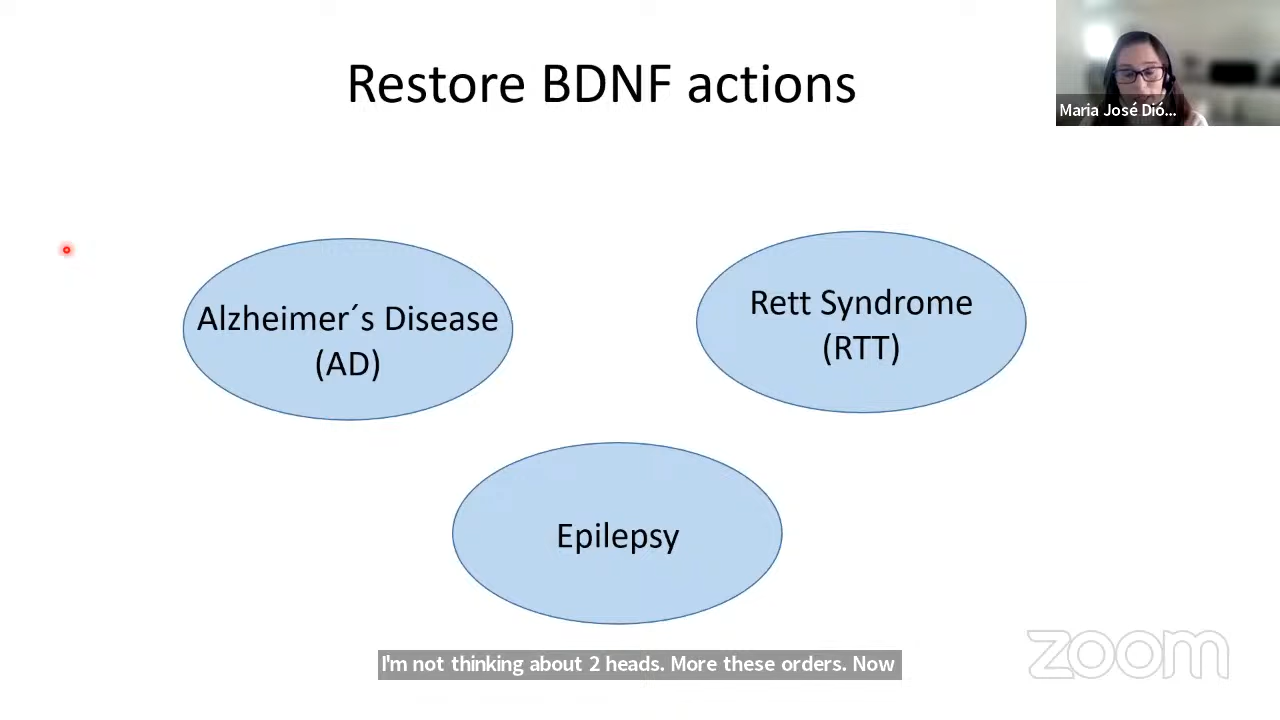 Restore BDNF actions
Maria José Dió...
Alzheimer´s Disease
(AD)
Rett Syndrome
(RTT)
Epilepsy
I'm not thinking about 2 heads. More these orders. Now
zoom